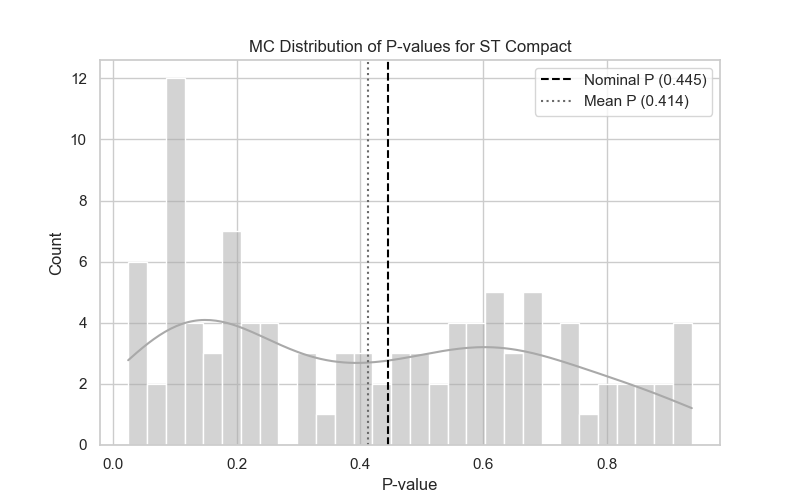 MC Distribution of P-values for ST Compact
Nominal P (0.445)
Mean P (0.414)
Count
12
10
8
6
4
2
0
0.0 0.2 0.4 0.6 0.8
P-value